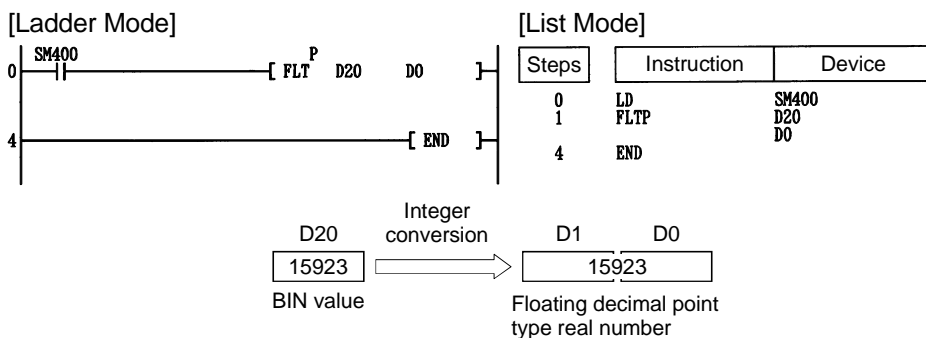 [Ladder Mode]
[List Mode]
SM400
P
0 [ FLT D20 D0 ]
4 [ END ]
Steps Instruction Device
0 LD SM400
1 FLTP D20
D0
4 END
Integer
conversion
D20 D1 D0
15923 15923
BIN value
Floating decimal point
type real number